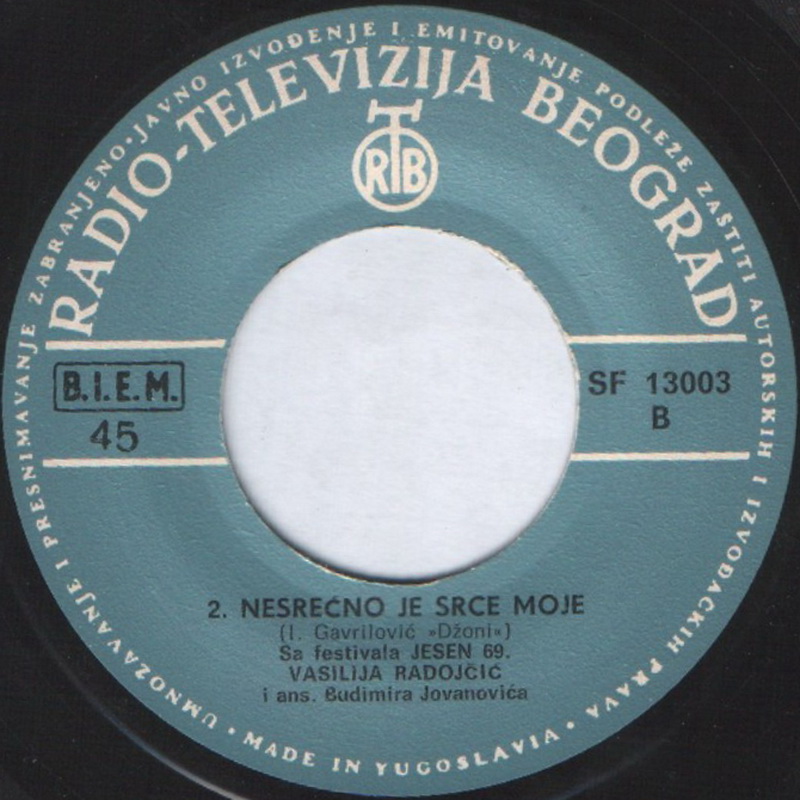 UMNOZAVANJE I PRESNIMAVANJE ZABRANJENO • JAVNO IZVOĐENJE I EMITOVANJE PODLEŽE ZAŠTITI AUTORSKIH I IZVOĐAČKIH PRAVA •
RADIO-TELEVIZIJA BEOGRAD
RTB
B.I.E.M.
45
SF 13003
B
2. NESREĆNO JE SRCE MOJE
(I. Gavrilović »Džoni«)
Sa festivala JESEN 69.
VASILIJA RADOJČIĆ
i ans. Budimira Jovanovića
MADE IN YUGOSLAVIA •